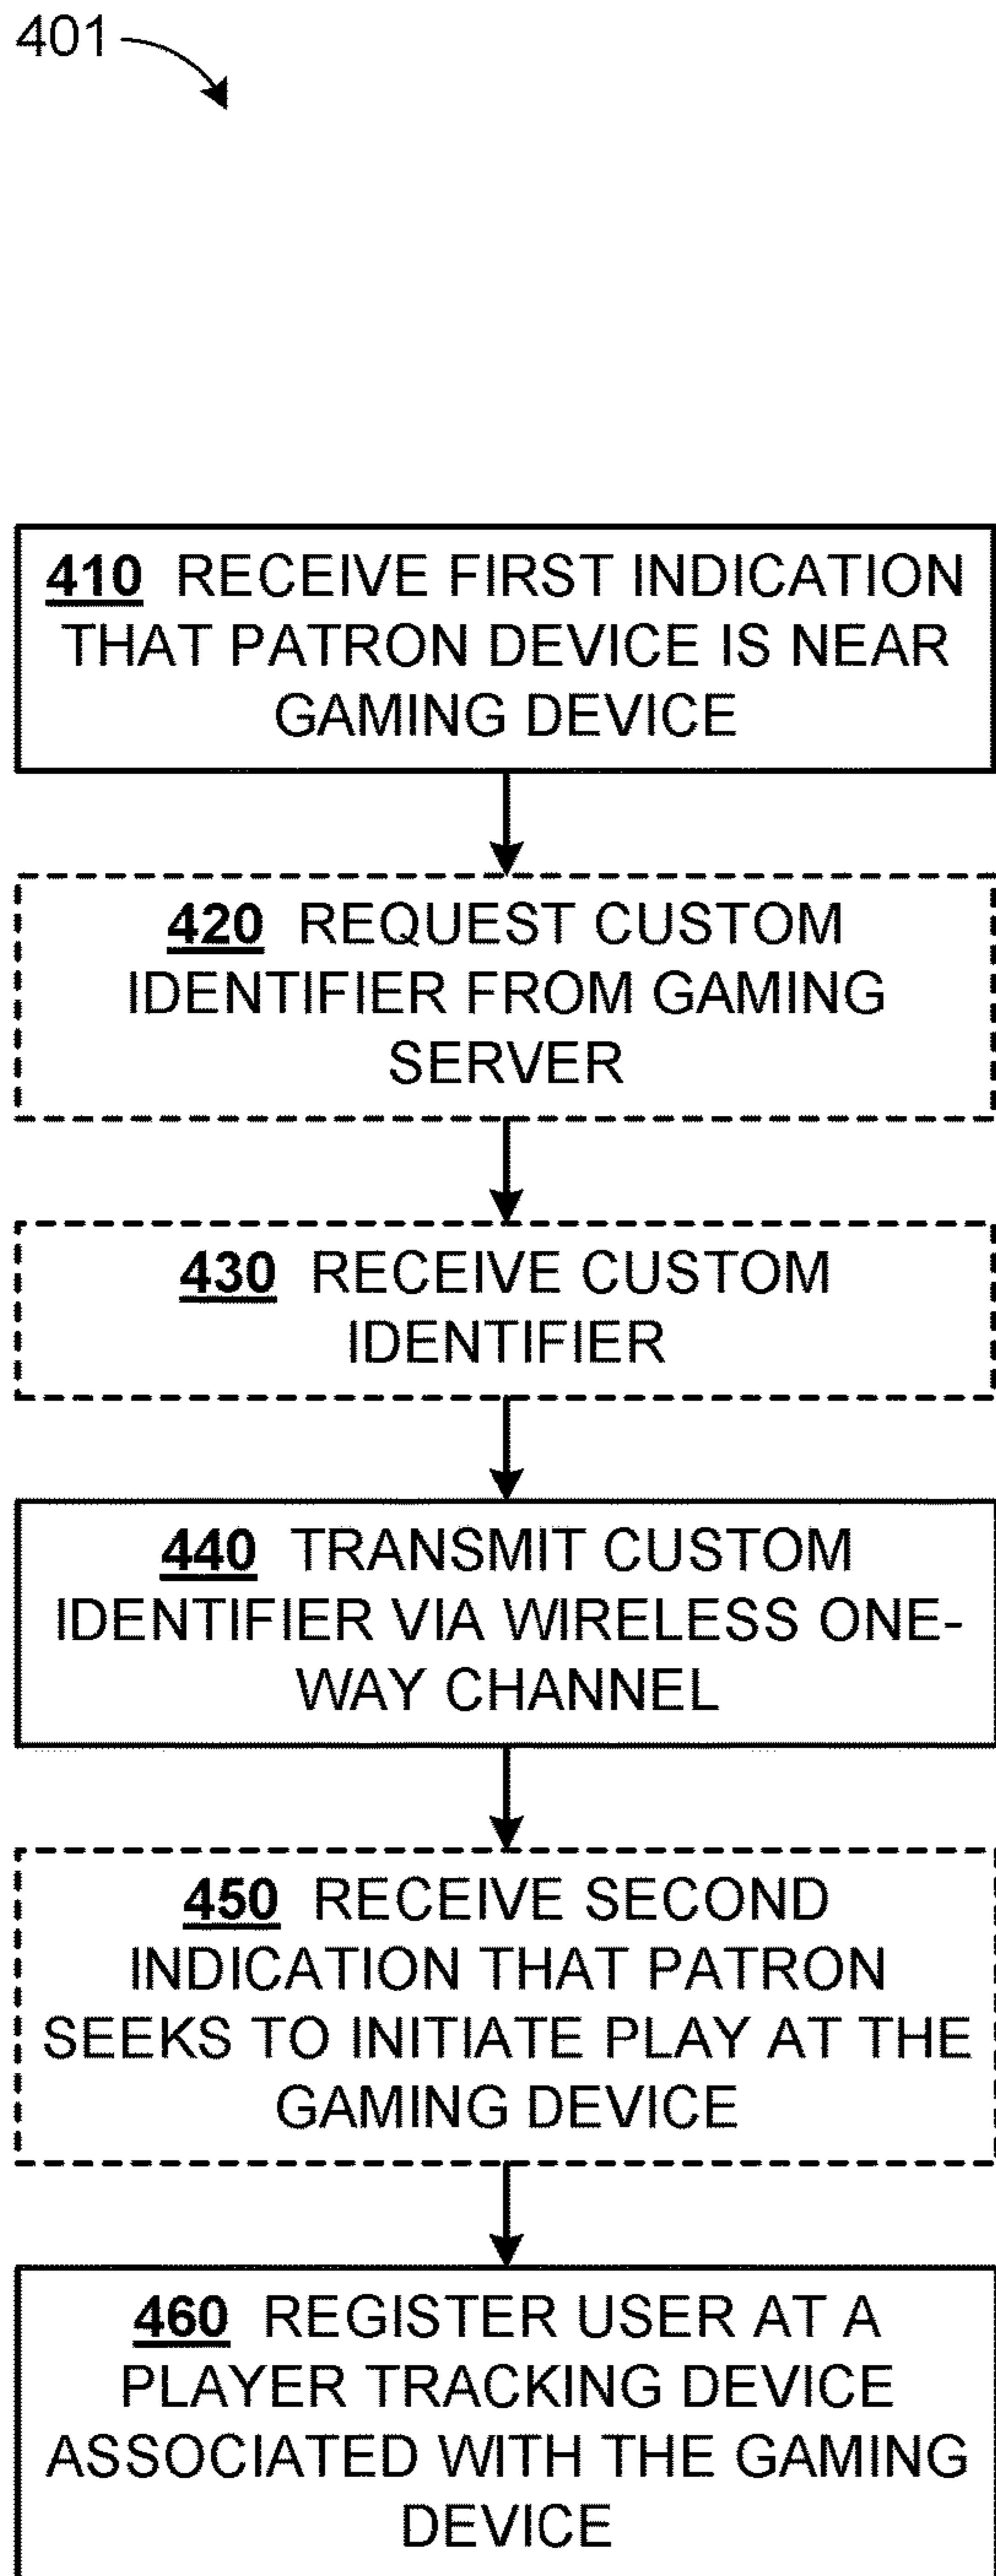 401
410 RECEIVE FIRST INDICATION
THAT PATRON DEVICE IS NEAR
GAMING DEVICE
420 REQUEST CUSTOM
IDENTIFIER FROM GAMING
SERVER
430 RECEIVE CUSTOM
IDENTIFIER
440 TRANSMIT CUSTOM
IDENTIFIER VIA WIRELESS ONE-
WAY CHANNEL
450 RECEIVE SECOND
INDICATION THAT PATRON
SEEKS TO INITIATE PLAY AT THE
GAMING DEVICE
460 REGISTER USER AT A
PLAYER TRACKING DEVICE
ASSOCIATED WITH THE GAMING
DEVICE